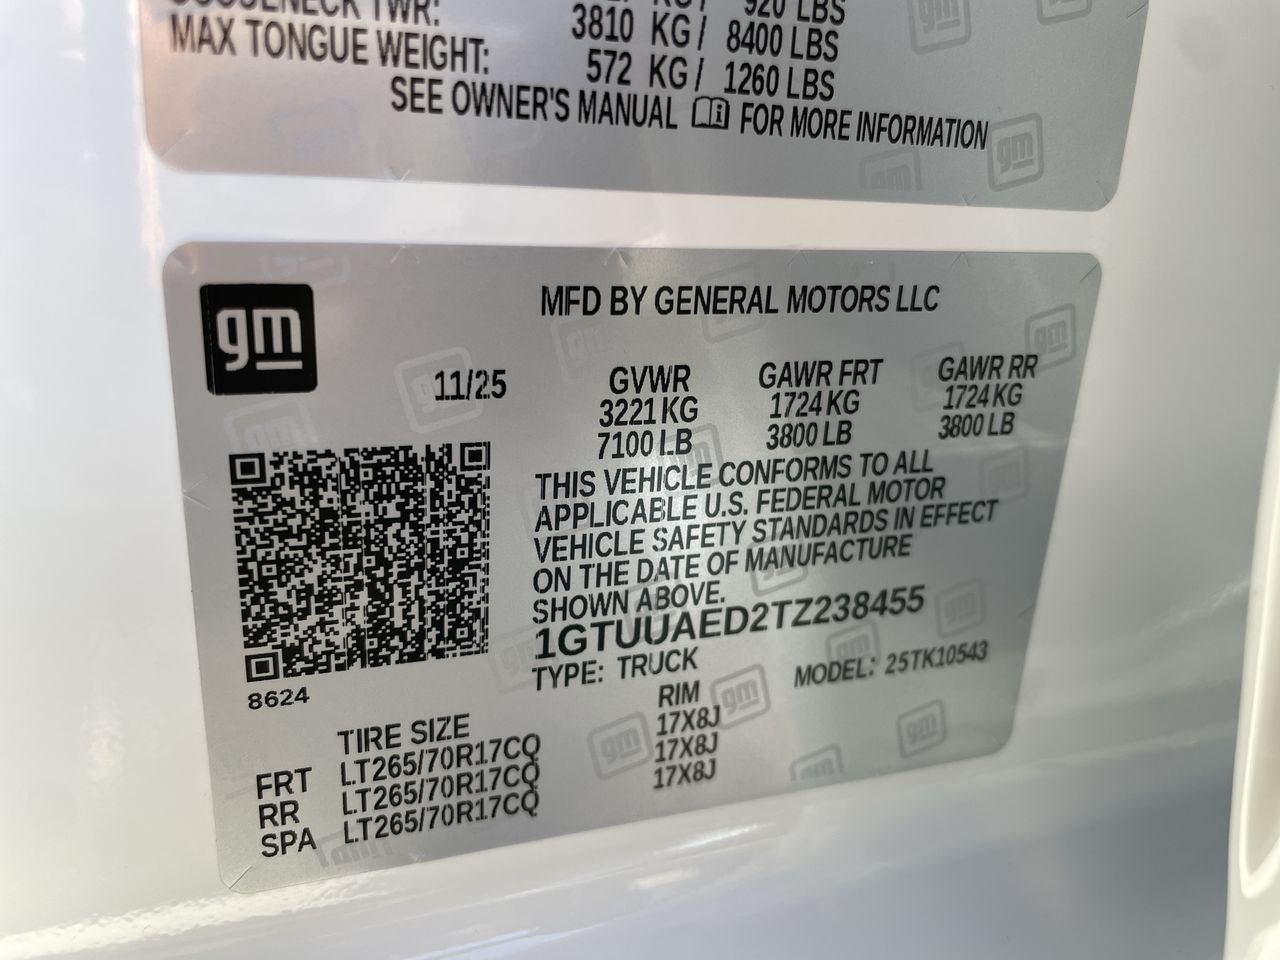 GOOSENECK TWR:
920 LBS
3810 KG/ 8400 LBS
MAX TONGUE WEIGHT:
572 KG/ 1260 LBS
SEE OWNER'S MANUAL FOR MORE INFORMATION
gm
MFD BY GENERAL MOTORS LLC
11/25
GVWR GAWR FRT GAWR RR
3221 KG 1724 KG 1724 KG
7100 LB 3800 LB 3800 LB
THIS VEHICLE CONFORMS TO ALL
APPLICABLE U.S. FEDERAL MOTOR
VEHICLE SAFETY STANDARDS IN EFFECT
ON THE DATE OF MANUFACTURE
SHOWN ABOVE.
1GTUUAED2TZ238455
TYPE: TRUCK MODEL: 25TK10543
8624
TIRE SIZE RIM
FRT LT265/70R17CQ 17X8J
RR LT265/70R17CQ 17X8J
SPA LT265/70R17CQ 17X8J